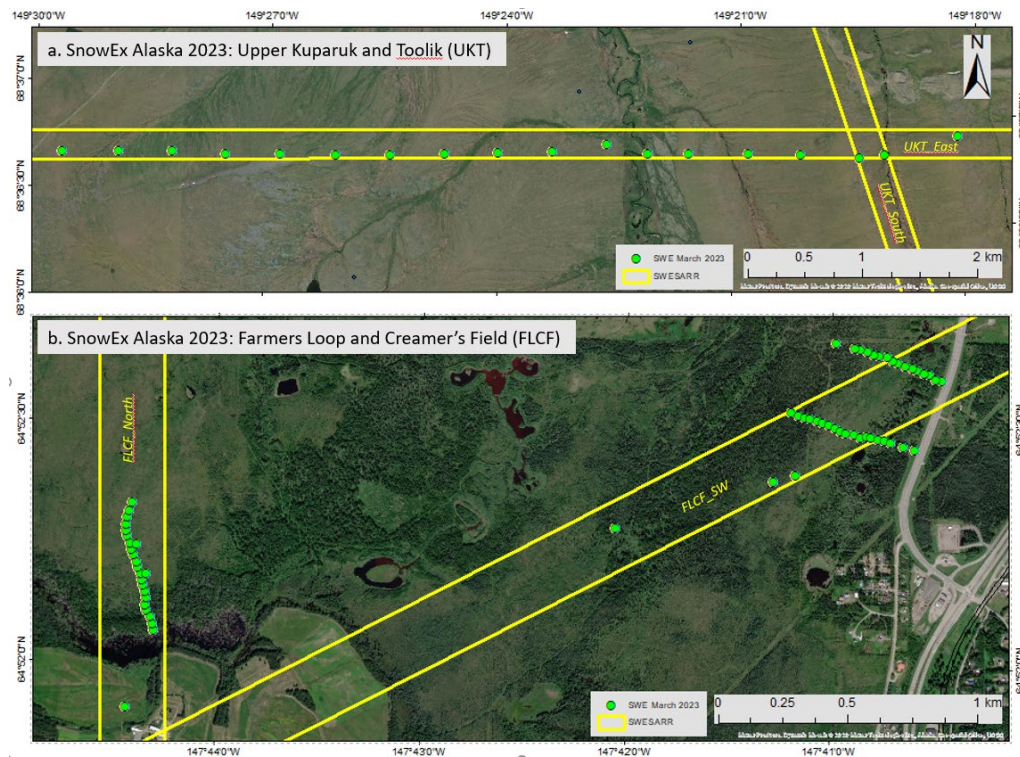 149°30'0"W 149°27'0"W 149°24'0"W 149°21'0"W 149°18'0"W
a. SnowEx Alaska 2023: Upper Kuparuk and Toolik (UKT)
N
68°37'0"N
UKT_East
68°36'30"N
UKT_South
SWE March 2023
SWESARR
0 0.5 1 2 km
68°36'0"N
b. SnowEx Alaska 2023: Farmers Loop and Creamer's Field (FLCF)
FLCF_North
64°52'30"N
FLCF_SW
64°52'0"N
SWE March 2023
SWESARR
0 0.25 0.5 1 km
147°44'0"W 147°43'0"W 147°42'0"W 147°41'0"W